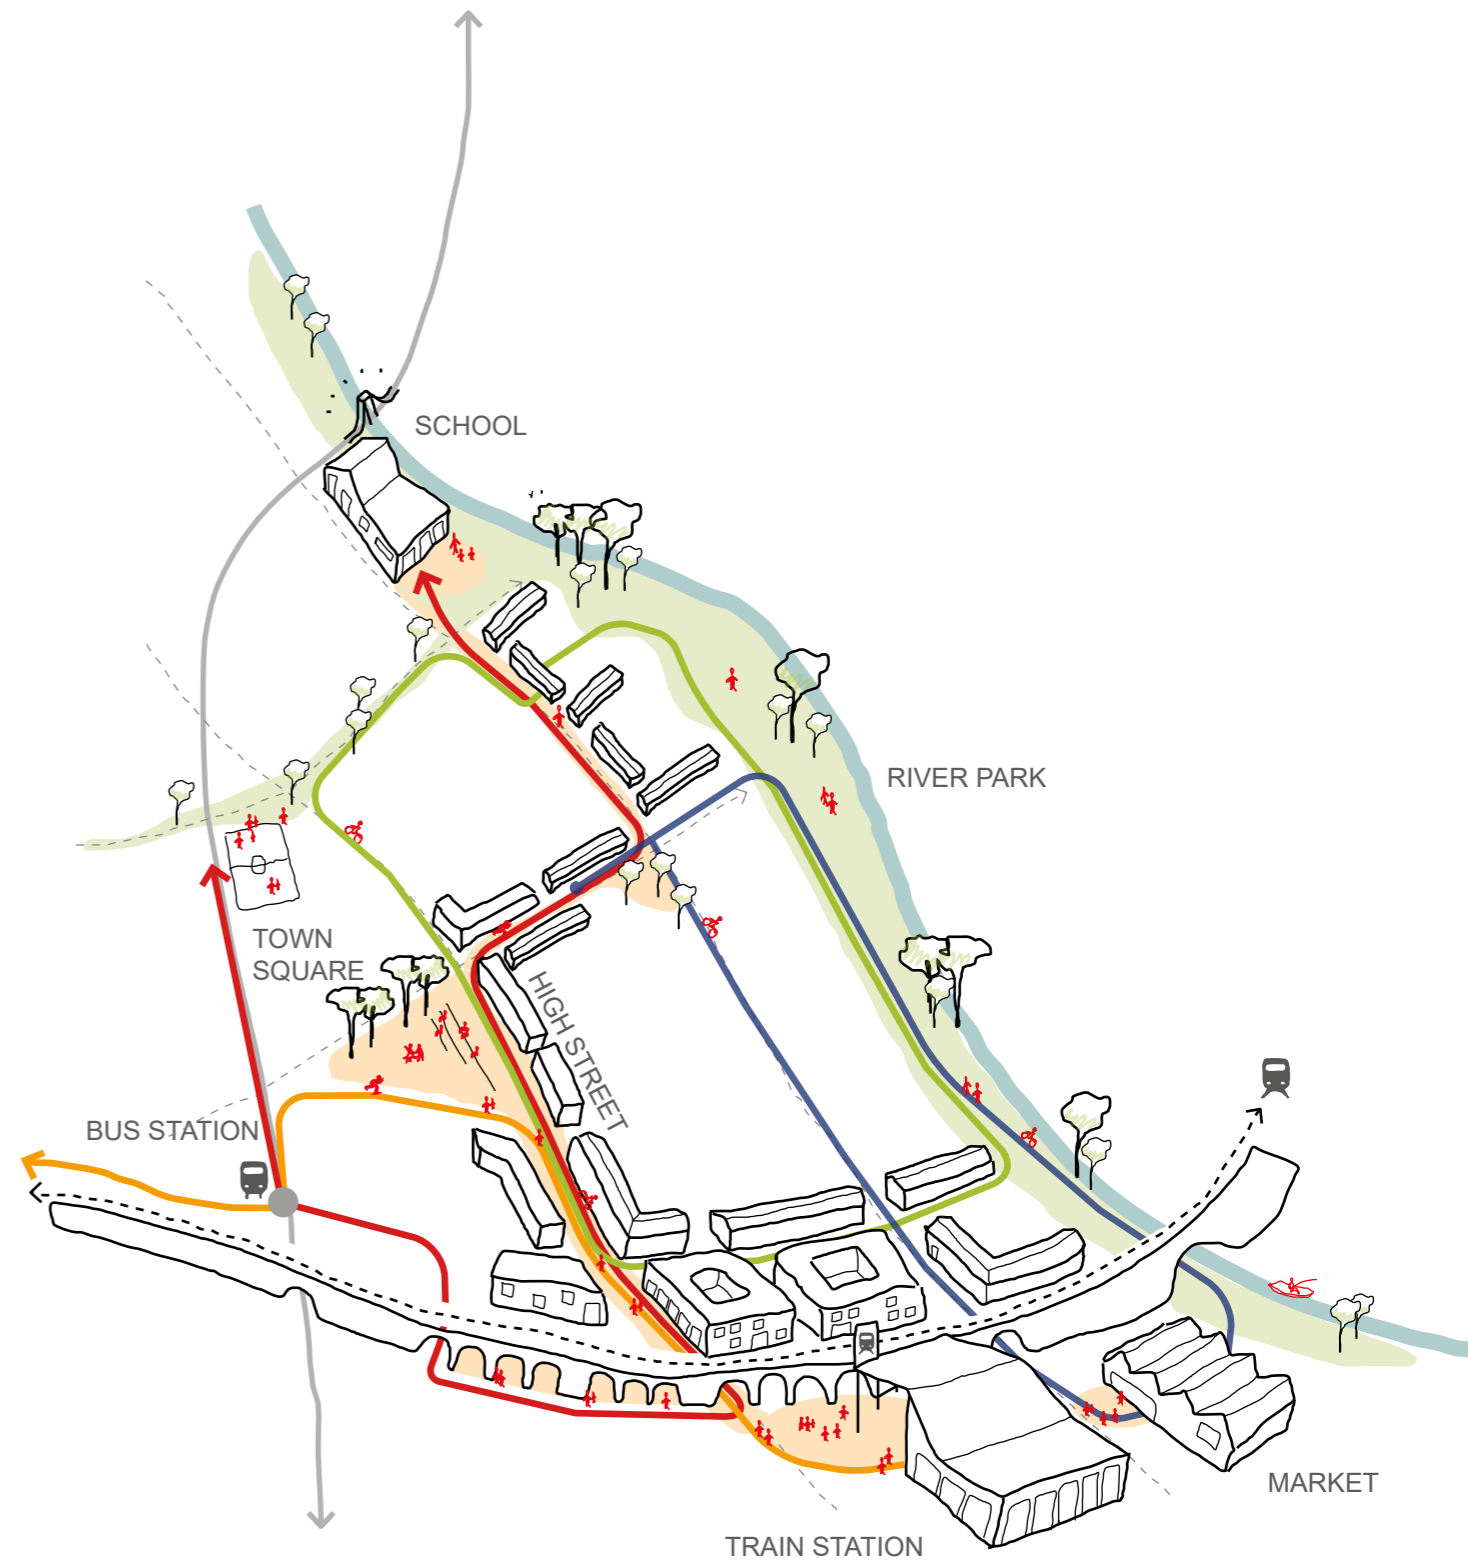 SCHOOL
RIVER PARK
TOWN
SQUARE
HIGH STREET
BUS STATION
MARKET
TRAIN STATION